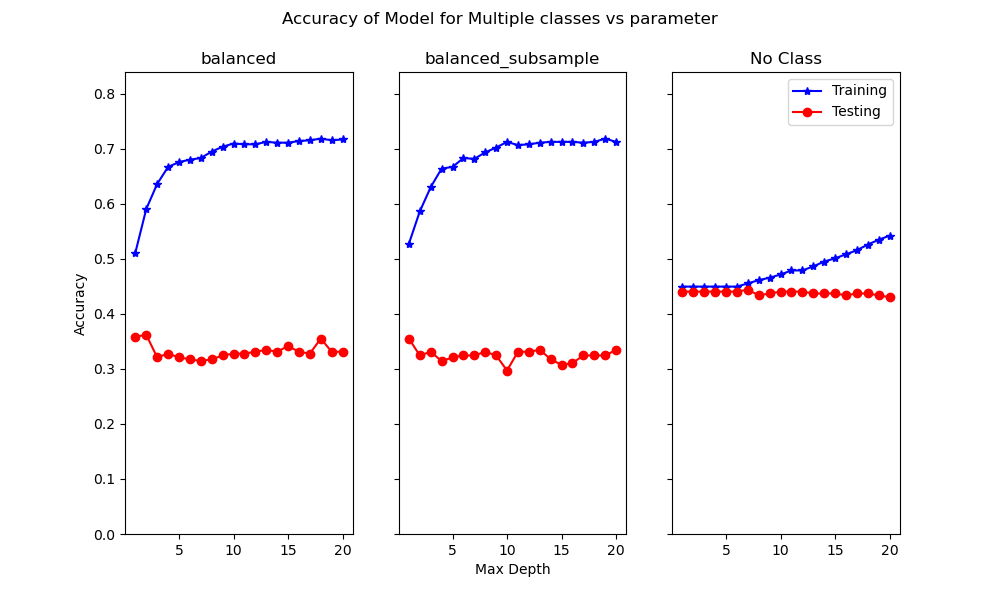 Accuracy of Model for Multiple classes vs parameter
balanced
balanced_subsample
No Class
Training
Testing
Accuracy
0.8
0.7
0.6
0.5
0.4
0.3
0.2
0.1
0.0
5 10 15 20
5 10 15 20
5 10 15 20
Max Depth